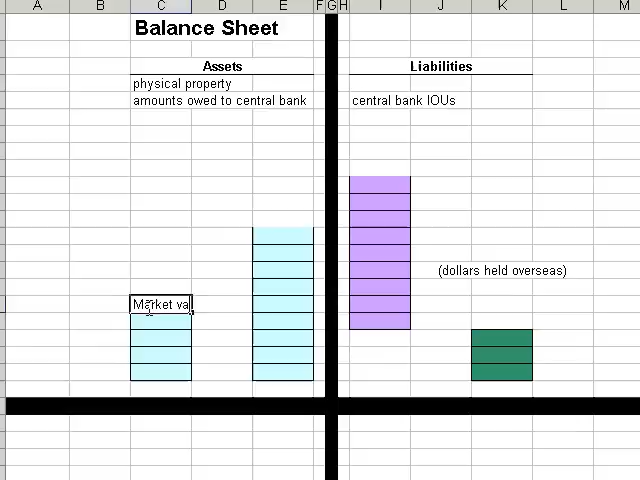 A B C D E F G H I J K L M
Balance Sheet
Assets Liabilities
physical property
amounts owed to central bank central bank IOUs
(dollars held overseas)
Market va